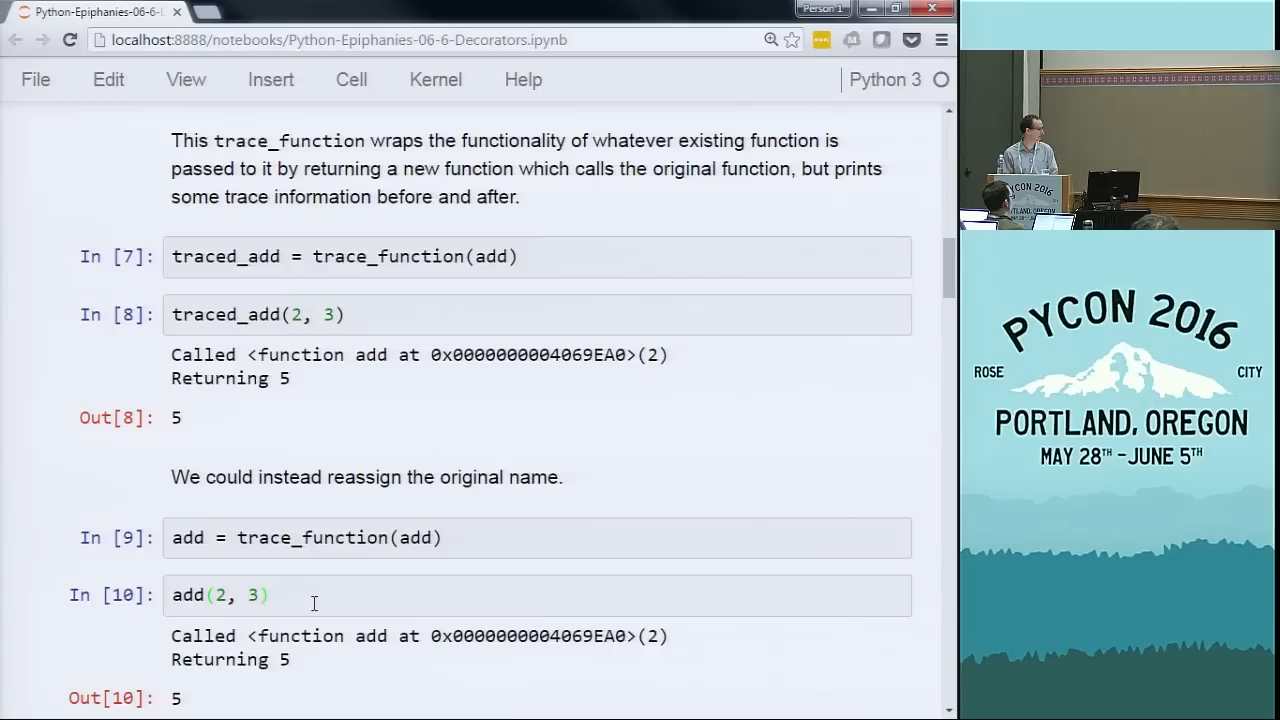 Python-Epiphanies-06-6-
Person 1
localhost:8888/notebooks/Python-Epiphanies-06-6-Decorators.ipynb
File Edit View Insert Cell Kernel Help Python 3
This trace_function wraps the functionality of whatever existing function is
passed to it by returning a new function which calls the original function, but prints
some trace information before and after.
In [7]: traced_add = trace_function(add)
In [8]: traced_add(2, 3)
Called <function add at 0x0000000004069EA0>(2)
Returning 5
Out[8]: 5
We could instead reassign the original name.
In [9]: add = trace_function(add)
In [10]: add(2, 3)
Called <function add at 0x0000000004069EA0>(2)
Returning 5
Out[10]: 5
PYCON 2016
PORTLAND, OREGON
PYCON 2016
ROSE CITY
PORTLAND, OREGON
MAY 28TH - JUNE 5TH